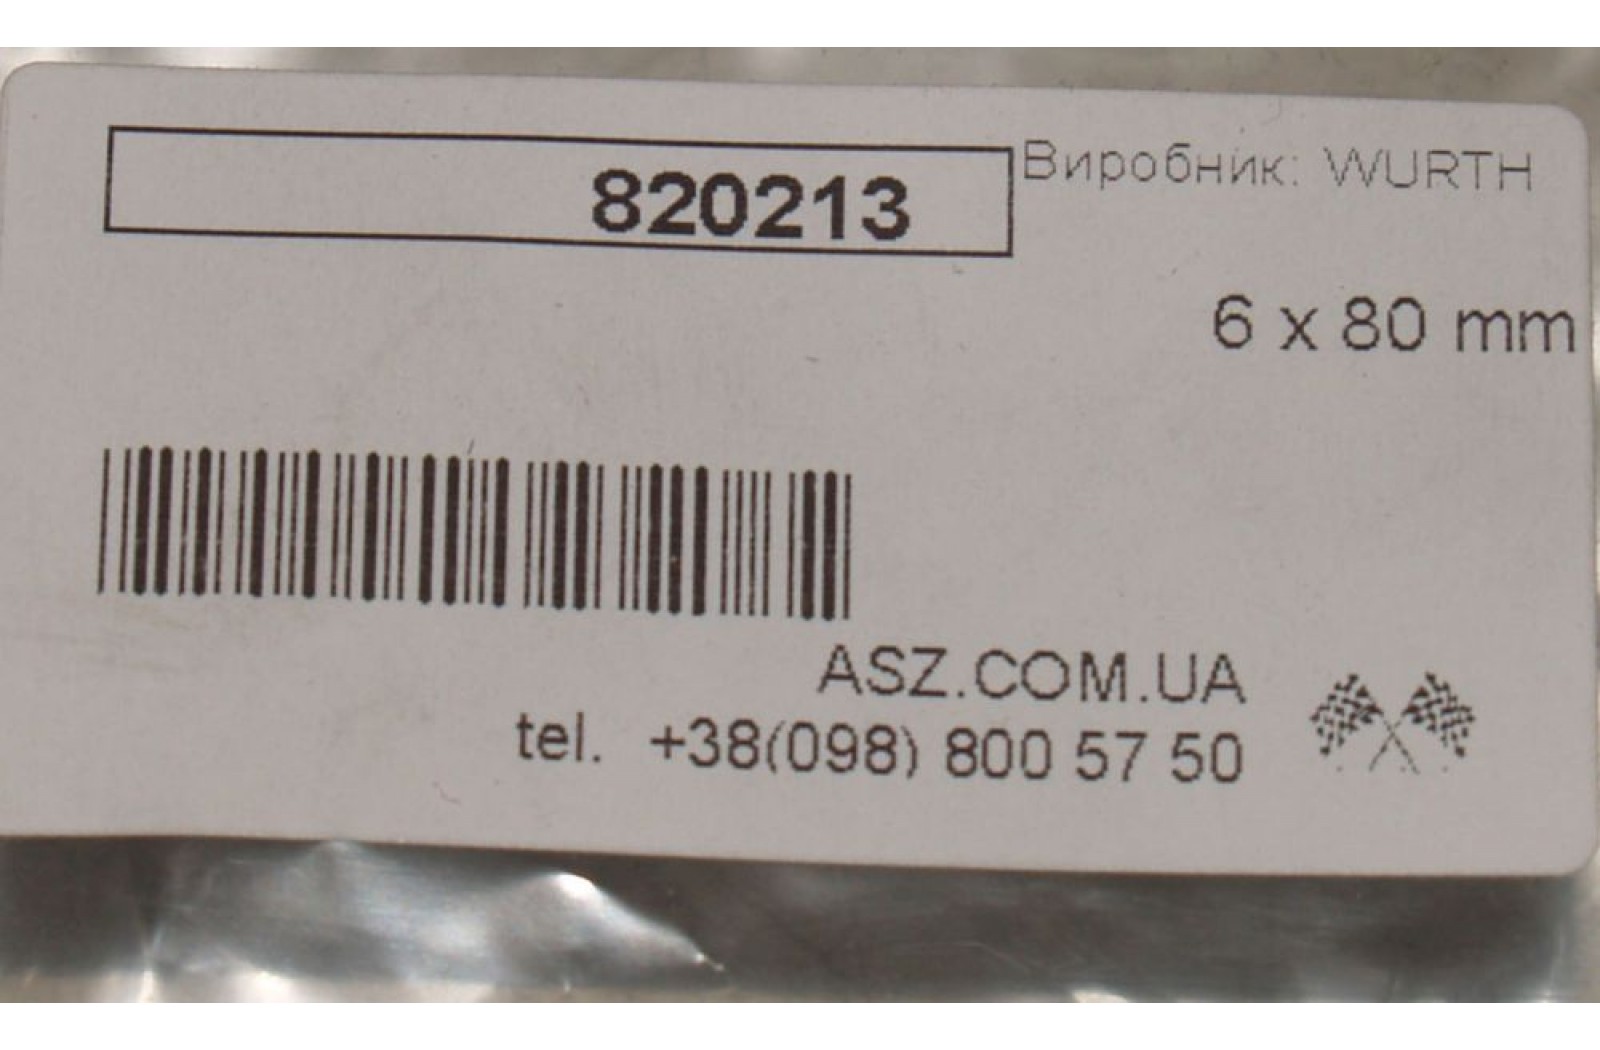 820213
Виробник: WURTH
6 x 80 mm
ASZ.COM.UA
tel. +38(098) 800 57 50